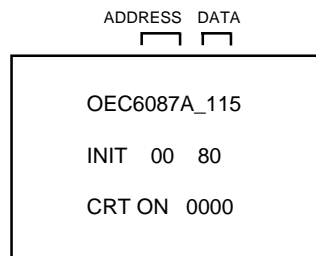 ADDRESS DATA
OEC6087A_115
INIT 00 80
CRT ON 0000